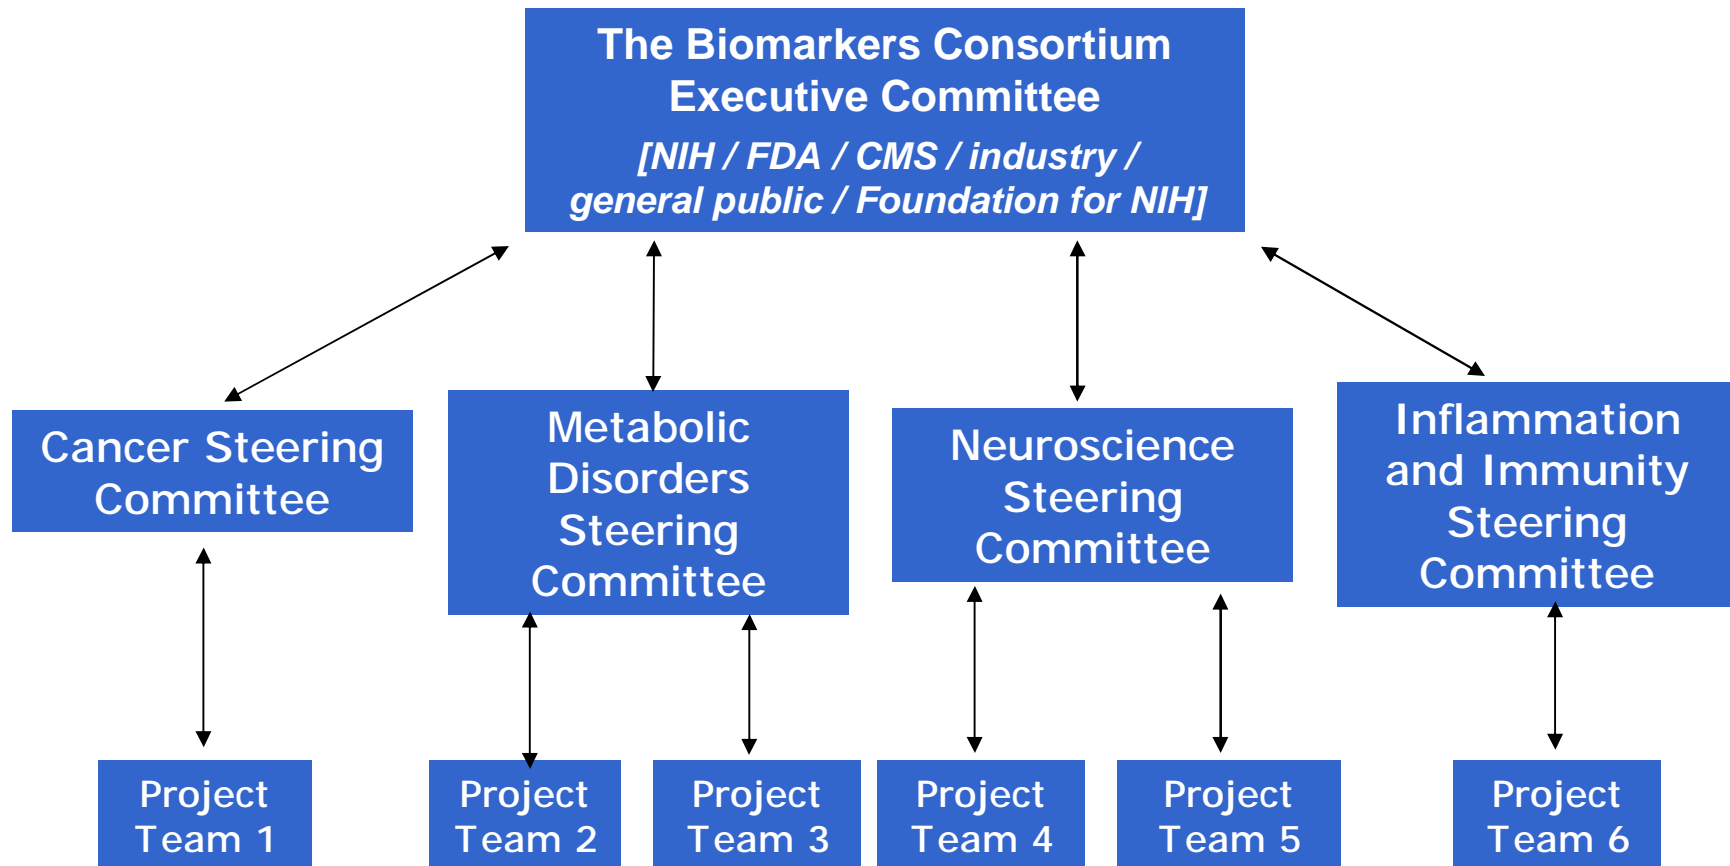 The Biomarkers Consortium
Executive Committee
[NIH / FDA / CMS / industry /
general public / Foundation for NIH]
Cancer Steering
Committee
Metabolic
Disorders
Steering
Committee
Neuroscience
Steering
Committee
Inflammation
and Immunity
Steering
Committee
Project
Team 1
Project
Team 2
Project
Team 3
Project
Team 4
Project
Team 5
Project
Team 6